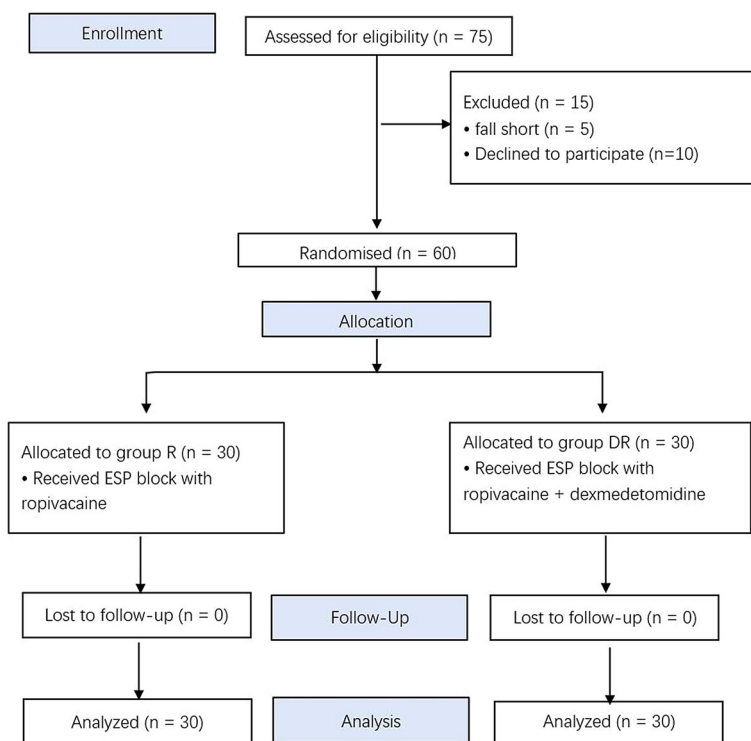 Enrollment
Assessed for eligibility (n = 75)
Excluded (n = 15)
• fall short (n = 5)
• Declined to participate (n=10)
Randomised (n = 60)
Allocation
Allocated to group R (n = 30)
• Received ESP block with
ropivacaine
Allocated to group DR (n = 30)
• Received ESP block with
ropivacaine + dexmedetomidine
Lost to follow-up (n = 0)
Follow-Up
Lost to follow-up (n = 0)
Analyzed (n = 30)
Analysis
Analyzed (n = 30)